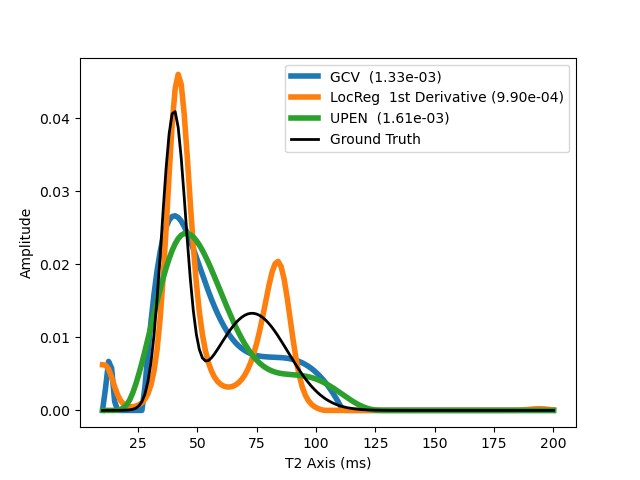 GCV  (1.33e-03)
LocReg  1st Derivative (9.90e-04)
UPEN  (1.61e-03)
Ground Truth
Amplitude
0.04
0.03
0.02
0.01
0.00
25 50 75 100 125 150 175 200
T2 Axis (ms)